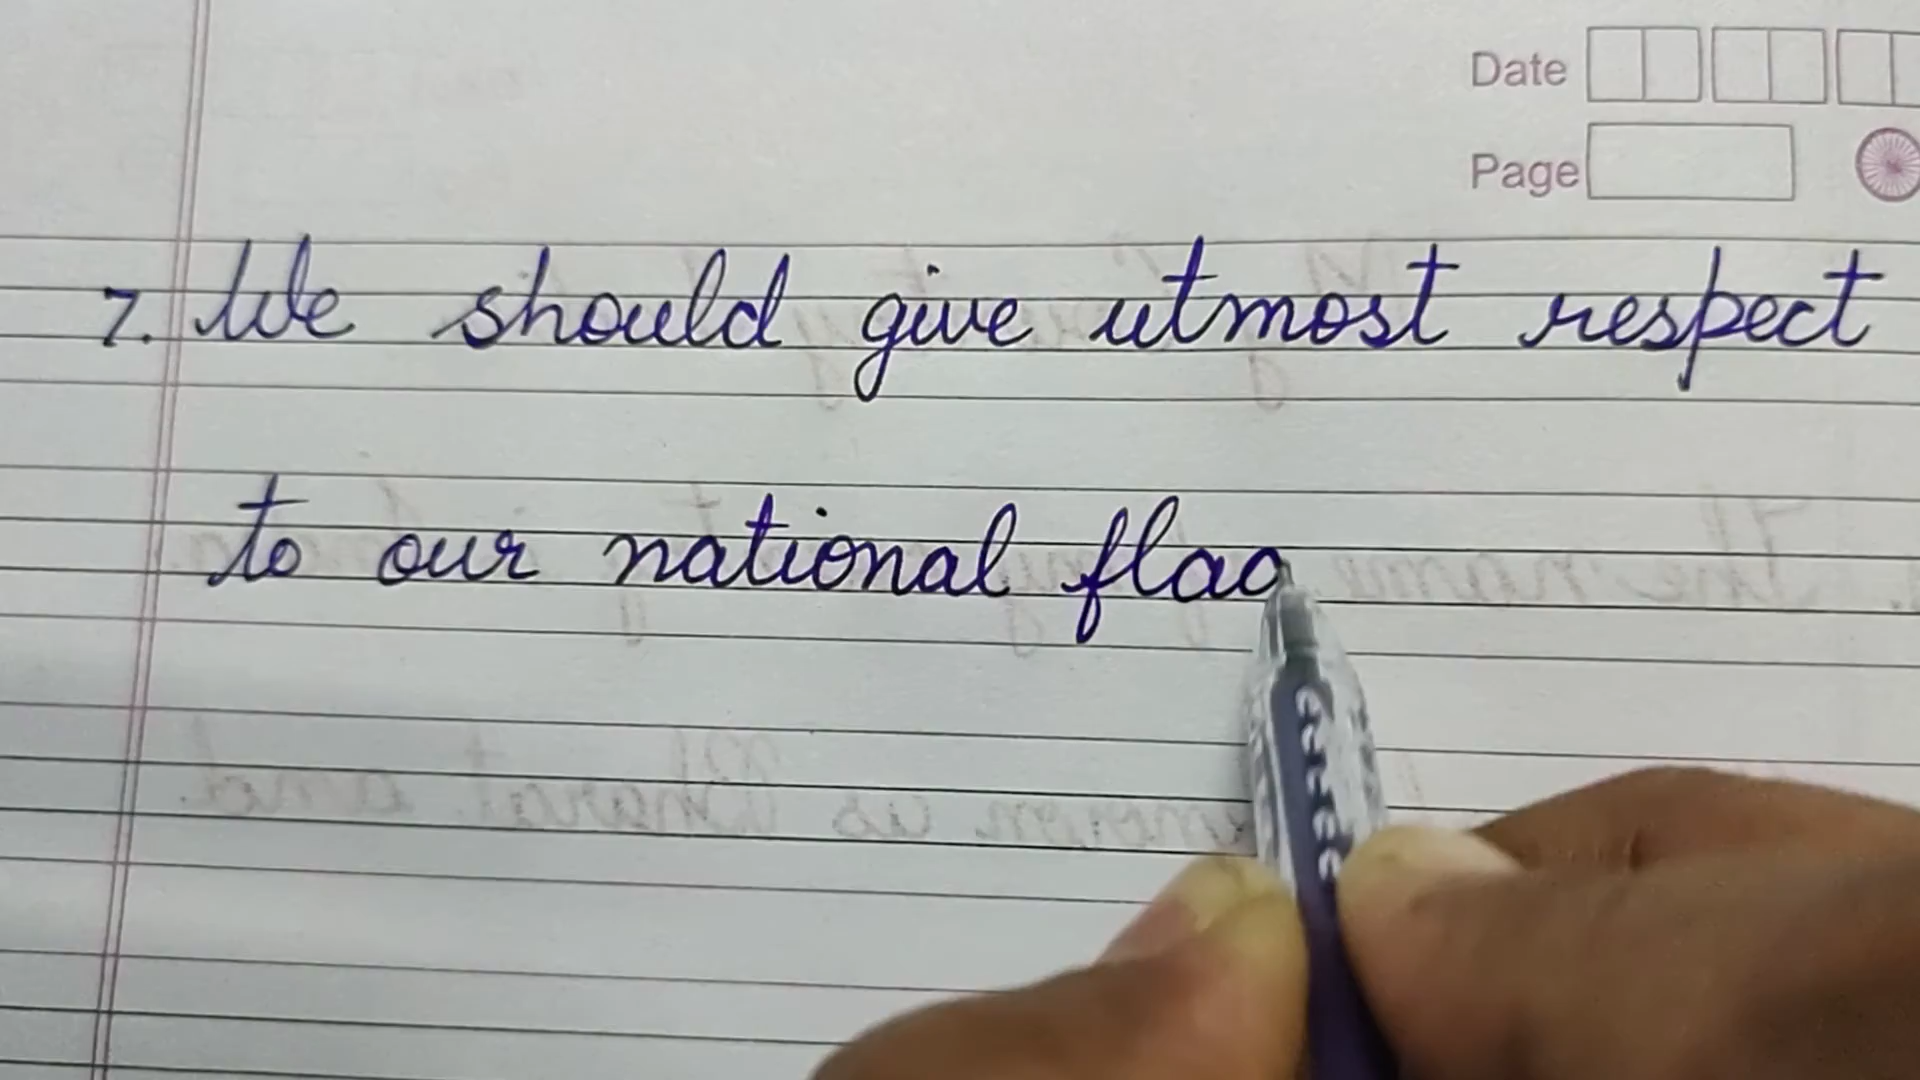 Date
Page
7. We should give utmost respect
to our national flag